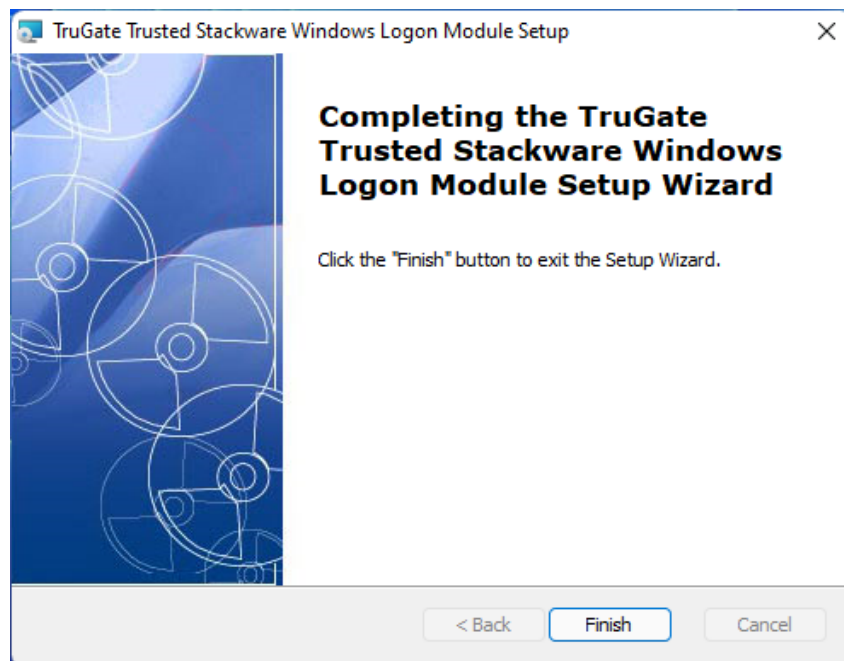 TruGate Trusted Stackware Windows Logon Module Setup
Completing the TruGate
Trusted Stackware Windows
Logon Module Setup Wizard
Click the "Finish" button to exit the Setup Wizard.
< Back
Finish
Cancel